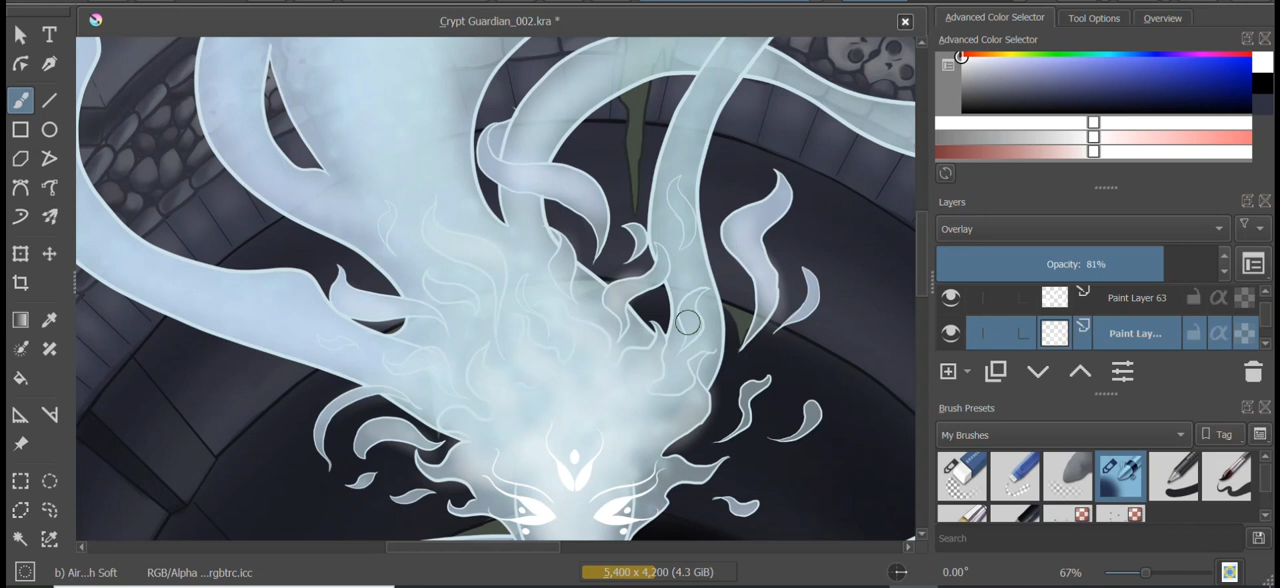 Crypt Guardian_002.kra *
Advanced Color Selector
Tool Options
Overview
Advanced Color Selector
Layers
Overlay
Opacity: 81%
Paint Layer 63
Paint Lay...
Brush Presets
My Brushes
Tag
Search
b) Air...h Soft
RGB/Alpha ...rgbtrc.icc
5,400 x 4,200 (4.3 GiB)
0.00°
67%